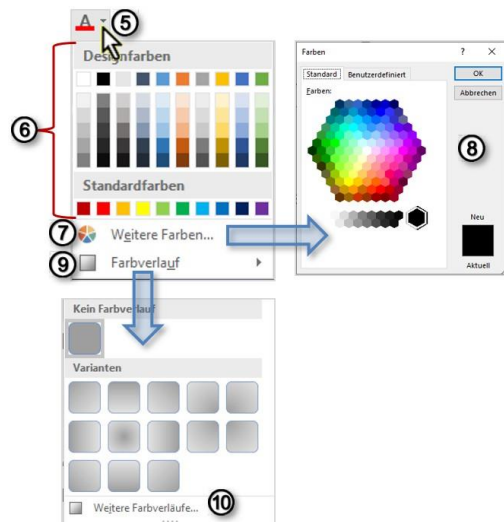 A ⑤
Designfarben
⑥
Standardfarben
⑦ Weitere Farben...
⑨ Farbverlauf
Farben ? ×
Standard Benutzerdefiniert
OK
Abbrechen
Farben:
⑧
Neu
Aktuell
Kein Farbverlauf
Varianten
Weitere Farbverläufe... ⑩